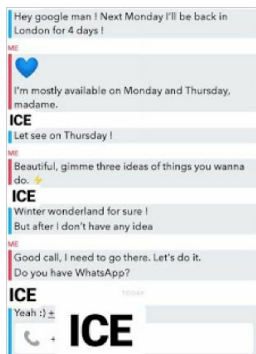 Hey google man ! Next Monday I'll be back in
London for 4 days !
ME
I'm mostly available on Monday and Thursday,
madame.
ICE
Let see on Thursday !
ME
Beautiful, gimme three ideas of things you wanna
do.
ICE
Winter wonderland for sure !
But after I don't have any idea
ME
Good call, I need to go there. Let's do it.
Do you have WhatsApp?
ICE
TODAY
Yeah :) +
+
ICE